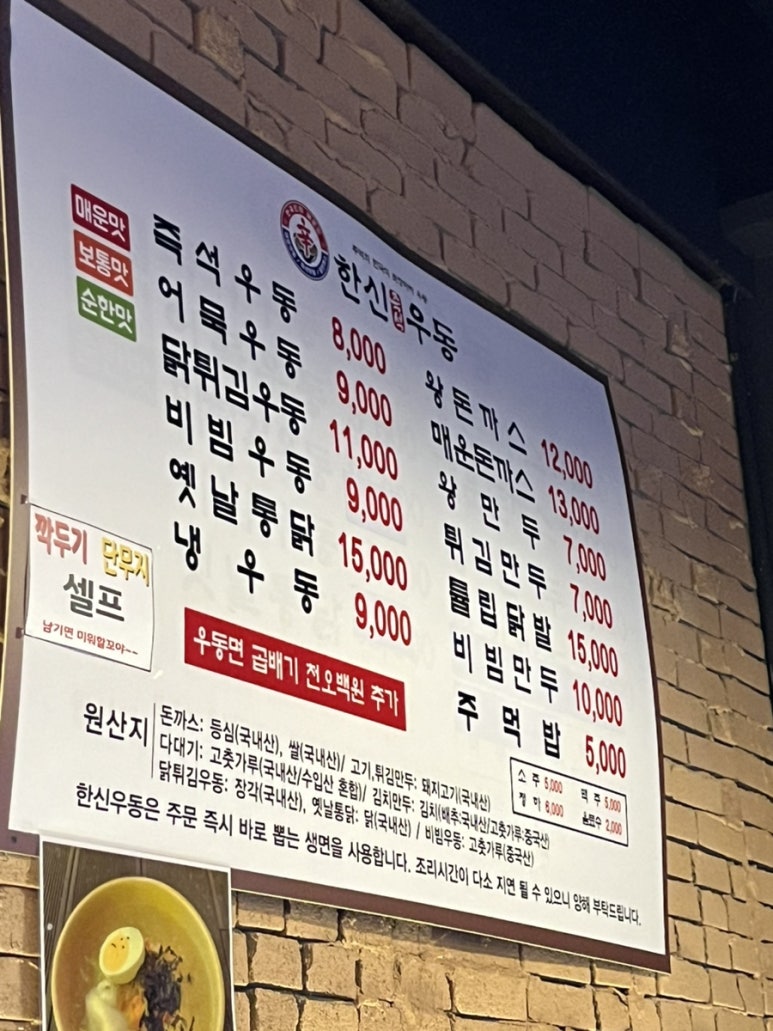 한신우동
매운맛
보통맛
순한맛
즉석우동 8,000
어묵우동 9,000
닭튀김우동 11,000
비빔우동 9,000
옛날통닭 15,000
냉우동 9,000
왕돈까스 12,000
매운돈까스 13,000
왕만두 7,000
튀김만두 7,000
튤립닭발 15,000
비빔만두 10,000
주먹밥 5,000
깍두기 단무지
셀프
남기면 미워할꼬야~~
우동면 곱배기 천오백원 추가
소주 5,000 맥주 5,000
청하 6,000 음료수 2,000
원산지
돈까스: 등심(국내산), 쌀(국내산)/ 고기,튀김만두: 돼지고기(국내산)
다대기: 고춧가루(국내산/수입산 혼합)/ 김치만두: 김치(배추:국내산/고춧가루:중국산)
닭튀김우동: 장각(국내산), 옛날통닭: 닭(국내산) / 비빔우동: 고춧가루(중국산)
한신우동은 주문 즉시 바로 뽑는 생면을 사용합니다. 조리시간이 다소 지연 될 수 있으니 양해 부탁드립니다.